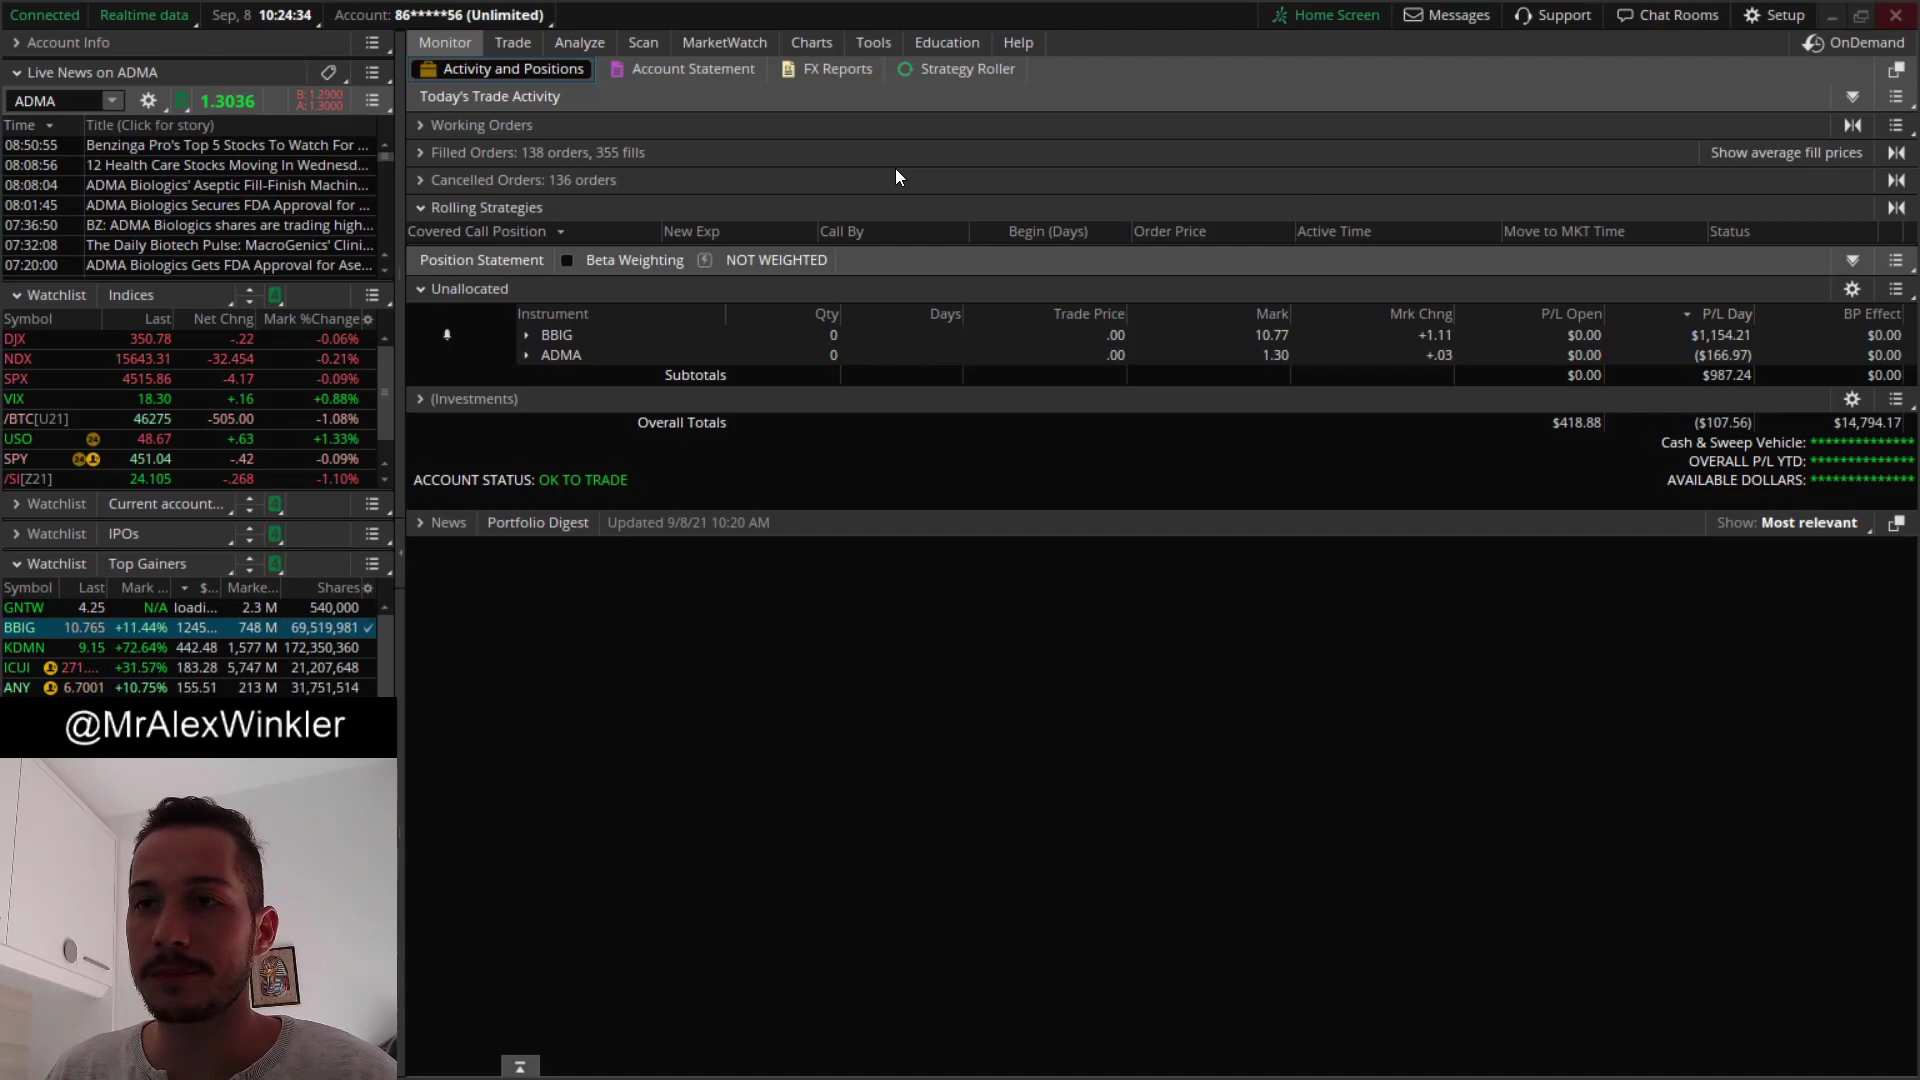 Connected Realtime data Sep, 8 10:24:34 Account: 86*****56 (Unlimited) Home Screen Messages Support Chat Rooms Setup
Account Info
Monitor Trade Analyze Scan MarketWatch Charts Tools Education Help OnDemand
Live News on ADMA
Activity and Positions Account Statement FX Reports Strategy Roller
ADMA 1.3036 B: 1.2900 A: 1.3000
Today's Trade Activity
Time Title (Click for story)
08:50:55 Benzinga Pro's Top 5 Stocks To Watch For ...
08:08:56 12 Health Care Stocks Moving In Wednesd...
08:08:04 ADMA Biologics' Aseptic Fill-Finish Machin...
08:01:45 ADMA Biologics Secures FDA Approval for ...
07:36:50 BZ: ADMA Biologics shares are trading high...
07:32:08 The Daily Biotech Pulse: MacroGenics' Clini...
07:20:00 ADMA Biologics Gets FDA Approval for Ase...
Working Orders
Filled Orders: 138 orders, 355 fills Show average fill prices
Cancelled Orders: 136 orders
Rolling Strategies
Covered Call Position New Exp Call By Begin (Days) Order Price Active Time Move to MKT Time Status
Position Statement Beta Weighting NOT WEIGHTED
Unallocated
Instrument Qty Days Trade Price Mark Mrk Chng P/L Open P/L Day BP Effect
BBIG 0 .00 10.77 +1.11 $0.00 $1,154.21 $0.00
ADMA 0 .00 1.30 +.03 $0.00 ($166.97) $0.00
Subtotals $0.00 $987.24 $0.00
(Investments)
Overall Totals $418.88 ($107.56) $14,794.17
Cash & Sweep Vehicle: **************
OVERALL P/L YTD: **************
ACCOUNT STATUS: OK TO TRADE AVAILABLE DOLLARS: **************
News Portfolio Digest Updated 9/8/21 10:20 AM Show: Most relevant
Watchlist Indices 4
Symbol Last Net Chng Mark %Change
DJX 350.78 -.22 -0.06%
NDX 15643.31 -32.454 -0.21%
SPX 4515.86 -4.17 -0.09%
VIX 18.30 +.16 +0.88%
/BTC[U21] 46275 -505.00 -1.08%
USO 24 48.67 +.63 +1.33%
SPY 24 451.04 -.42 -0.09%
/SI[Z21] 24.105 -.268 -1.10%
Watchlist Current account... 4
Watchlist IPOs 4
Watchlist Top Gainers 4
Symbol Last Mark ... $... Marke... Shares
GNTW 4.25 N/A loadi... 2.3 M 540,000
BBIG 10.765 +11.44% 1245... 748 M 69,519,981
KDMN 9.15 +72.64% 442.48 1,577 M 172,350,360
ICUI 271.... +31.57% 183.28 5,747 M 21,207,648
ANY 6.7001 +10.75% 155.51 213 M 31,751,514
@MrAlexWinkler